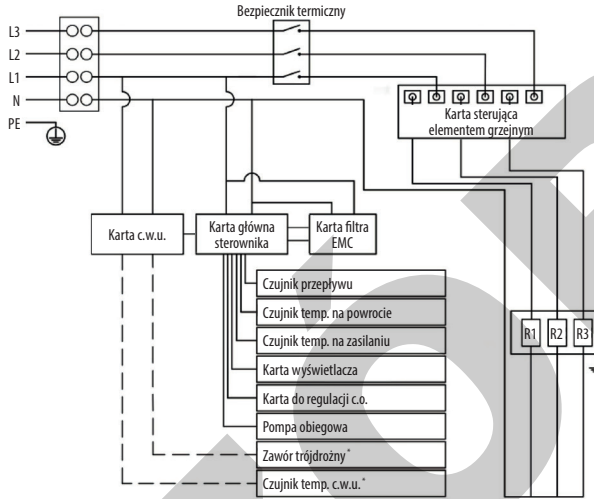 Bezpiecznik termiczny
L3
L2
L1
N
PE
Karta sterująca
elementem grzejnym
Karta c.w.u.
Karta główna
sterownika
Karta filtra
EMC
Czujnik przepływu
Czujnik temp. na powrocie
Czujnik temp. na zasilaniu
Karta wyświetlacza
Karta do regulacji c.o.
Pompa obiegowa
Zawór trójdrożny*
Czujnik temp. c.w.u.*
R1 R2 R3